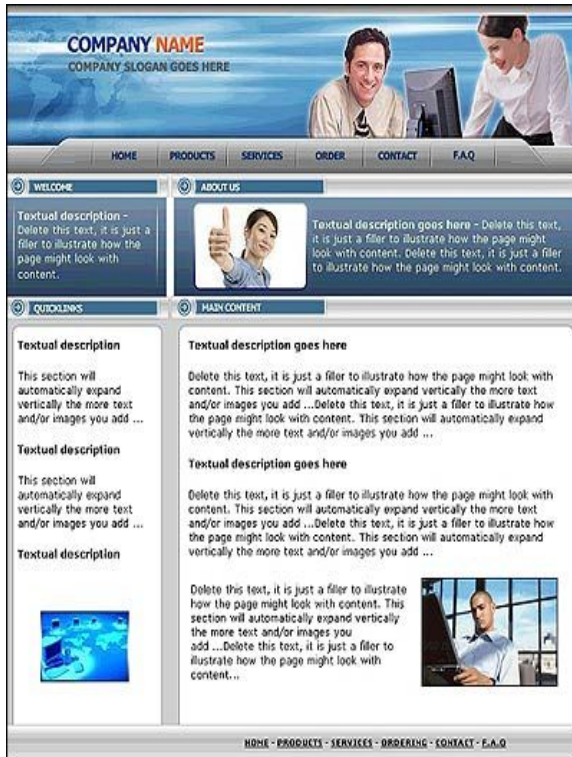 COMPANY NAME
COMPANY SLOGAN GOES HERE
HOME PRODUCTS SERVICES ORDER CONTACT F.A.Q
WELCOME
Textual description -
Delete this text, it is just a
filler to illustrate how the
page might look with
content.
ABOUT US
Textual description goes here - Delete this text,
it is just a filler to illustrate how the page might
look with content. Delete this text, it is just a filler
to illustrate how the page might look with content.
QUICKLINKS
Textual description
This section will
automatically expand
vertically the more text
and/or images you add ...
Textual description
This section will
automatically expand
vertically the more text
and/or images you add ...
Textual description
MAIN CONTENT
Textual description goes here
Delete this text, it is just a filler to illustrate how the page might look with
content. This section will automatically expand vertically the more text
and/or images you add ...Delete this text, it is just a filler to illustrate how
the page might look with content. This section will automatically expand
vertically the more text and/or images you add ...
Textual description goes here
Delete this text, it is just a filler to illustrate how the page might look with
content. This section will automatically expand vertically the more text
and/or images you add ...Delete this text, it is just a filler to illustrate how
the page might look with content. This section will automatically expand
vertically the more text and/or images you add ...
Delete this text, it is just a filler to illustrate
how the page might look with content. This
section will automatically expand vertically
the more text and/or images you
add ...Delete this text, it is just a filler to
illustrate how the page might look with
content...
HOME - PRODUCTS - SERVICES - ORDERING - CONTACT - F.A.Q